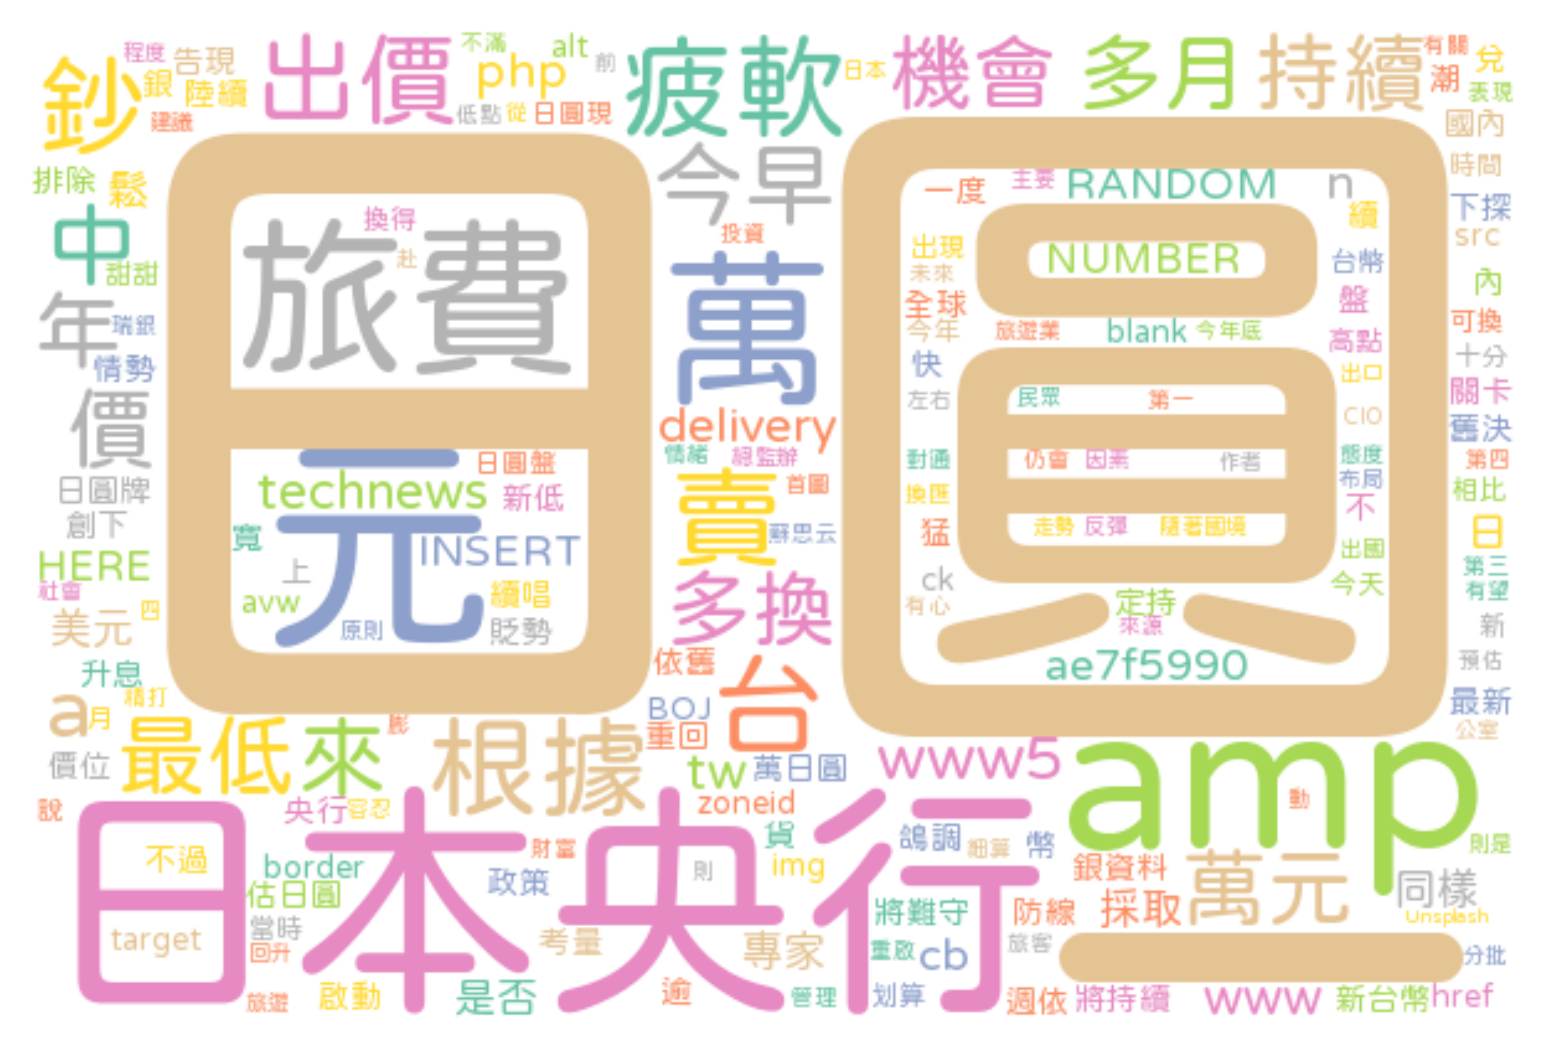 程度
告現
鈔
銀
陸續
建議
出價
不滿
alt
php
前
低點
從
日圓現
疲軟
日本
機會
多月
持續
有關
潮
兌
表現
國內
時間
排除
鬆
中
甜甜
年
瑞銀
情勢
價
日圓牌
創下
HERE
社會
美元
四
升息
a
月
精打
價位
說
日圓
換得
赴
旅費
日圓盤
technews
新低
寬
元
INSERT
上
avw
續唱
原則
貶勢
今早
投資
萬
delivery
情緒
總監辦
賣
首圖
蘇思云
多換
依舊
台
BOJ
重回
tw
萬日圓
zoneid
一度
主要
RANDOM
n
續
出現
NUMBER
台幣
未來
全球
盤
今年
旅遊業
blank
今年底
高點
快
出口
左右
民眾
第一
CIO
對通
仍會
因素
作者
態度
布局
換匯
不
猛
走勢
反彈
隨著國境
出國
ck
今天
有心
定持
來源
ae7f5990
下探
src
內
可換
十分
關卡
舊決
第四
相比
日
第三
有望
新
預估
最新
公室
最低
來
膨
根據
www5
amp
動
日本央行
央行
容忍
不過
border
財富
估日圓
政策
target
當時
回升
旅遊
啟動
是否
考量
則
逾
貨
img
專家
管理
鴿調
細算
幣
將難守
重啟
cb
划算
銀資料
防線
採取
萬元
同樣
則是
Unsplash
旅客
一
分批
週依
將持續
www
新台幣
href